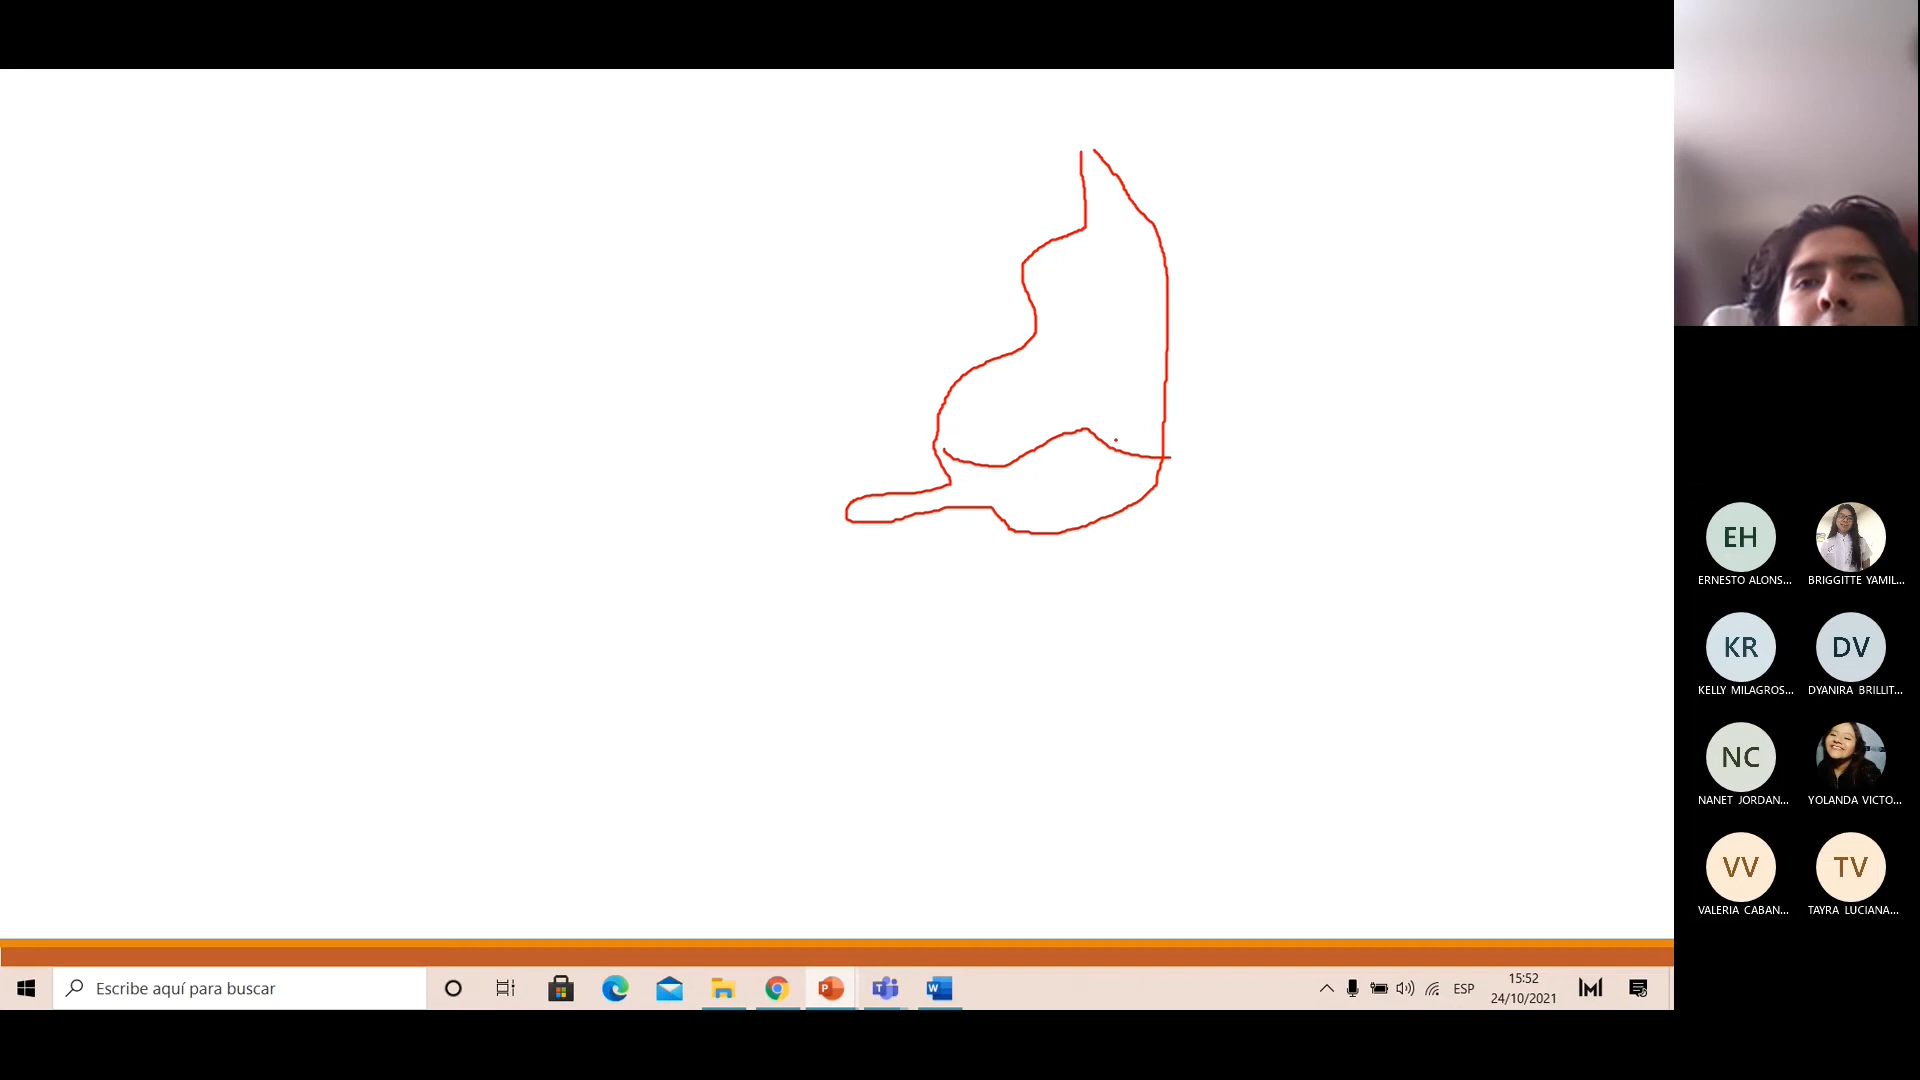 EH
ERNESTO ALONS...
BRIGGITTE YAMIL...
KR
KELLY MILAGROS...
DV
DYANIRA BRILLIT...
NC
NANET JORDAN...
YOLANDA VICTO...
VV
VALERIA CABAN...
TV
TAYRA LUCIANA...
Escribe aquí para buscar
ESP
15:52
24/10/2021